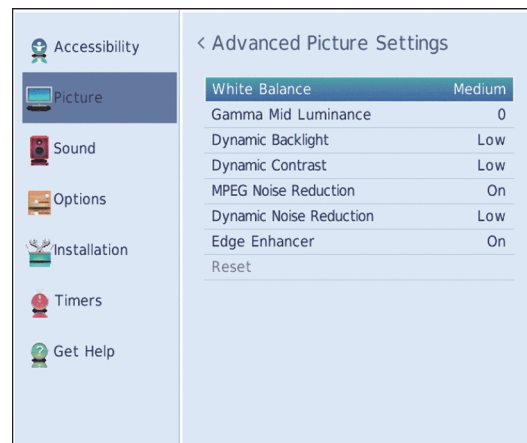 Accessibility
Picture
Sound
Options
Installation
Timers
Get Help
< Advanced Picture Settings
White Balance Medium
Gamma Mid Luminance 0
Dynamic Backlight Low
Dynamic Contrast Low
MPEG Noise Reduction On
Dynamic Noise Reduction Low
Edge Enhancer On
Reset